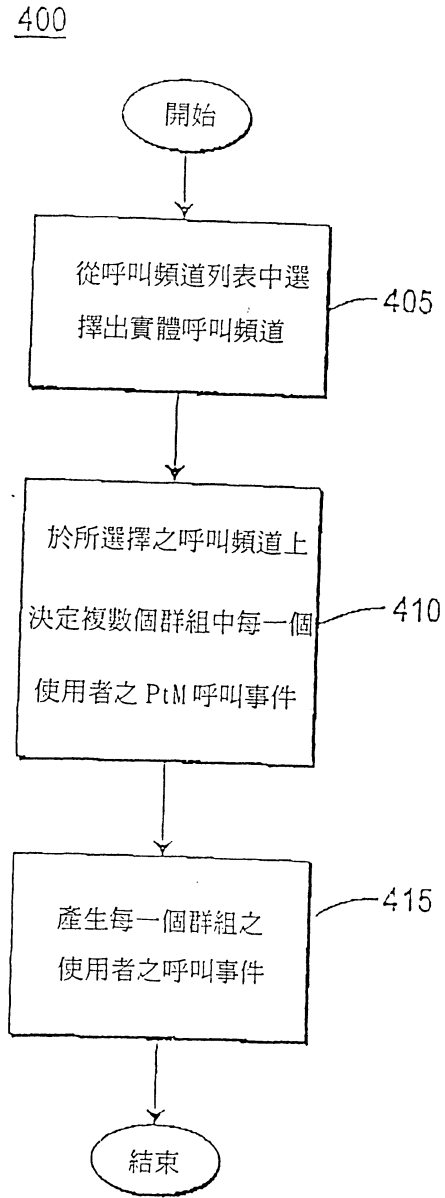 400
開始
從呼叫頻道列表中選
擇出實體呼叫頻道
405
於所選擇之呼叫頻道上
決定複數個群組中每一個
使用者之PtM呼叫事件
410
產生每一個群組之
使用者之呼叫事件
415
結束